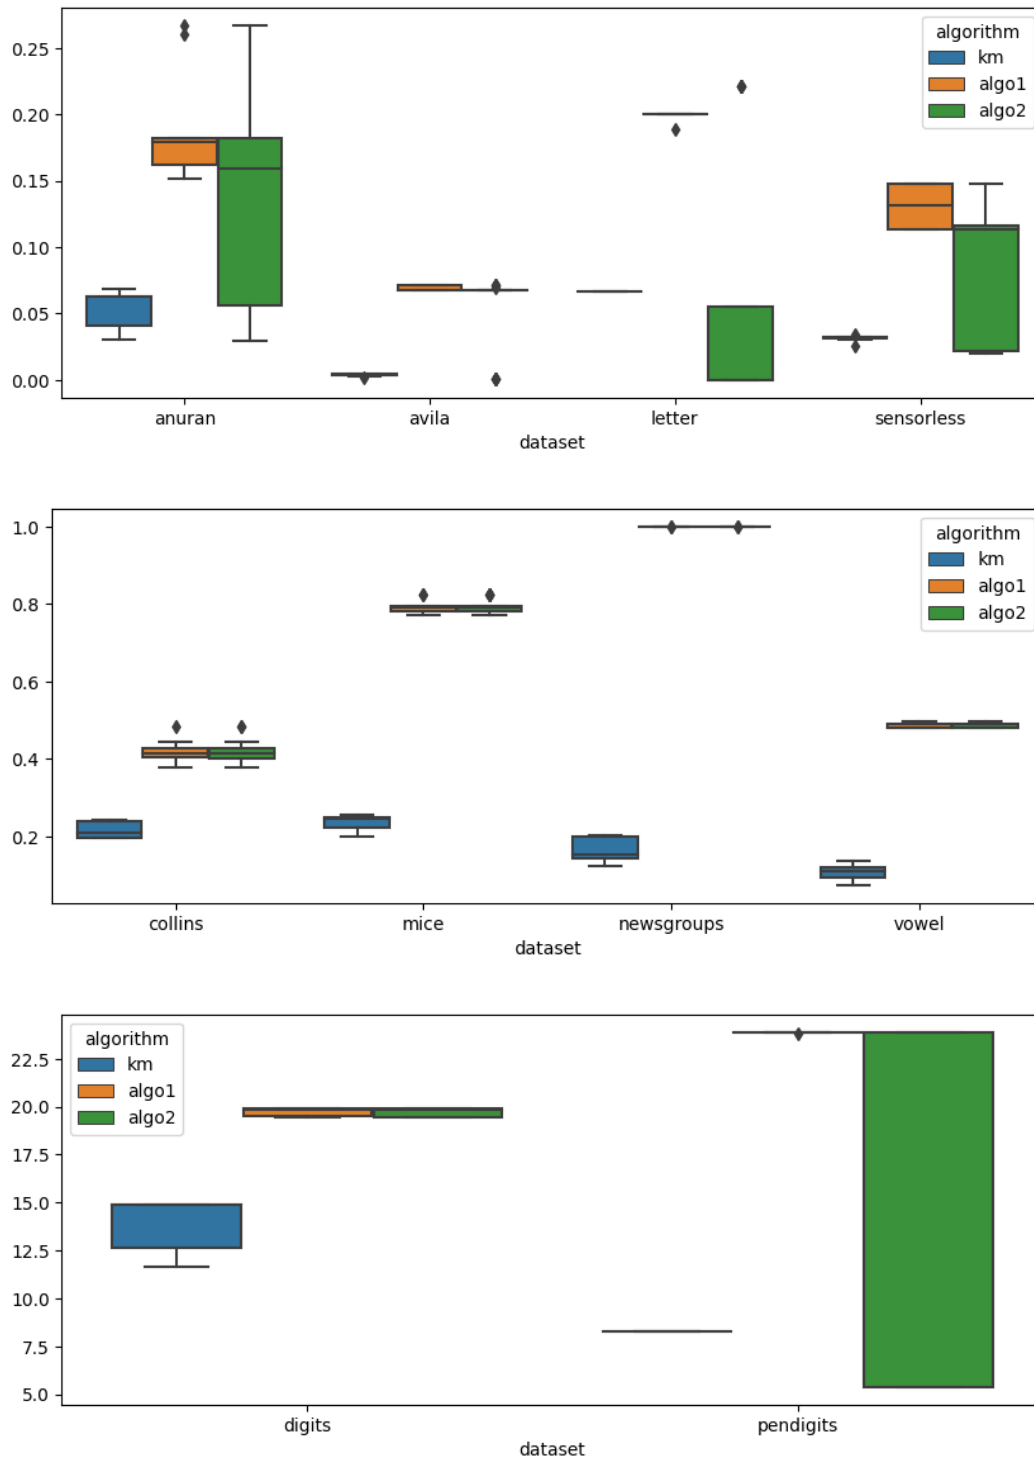 0.25
0.20
0.15
0.10
0.05
0.00
algorithm
km
algo1
algo2
anuran avila letter sensorless
dataset
1.0
0.8
0.6
0.4
0.2
algorithm
km
algo1
algo2
collins mice newsgroups vowel
dataset
22.5
20.0
17.5
15.0
12.5
10.0
7.5
5.0
algorithm
km
algo1
algo2
digits pendigits
dataset